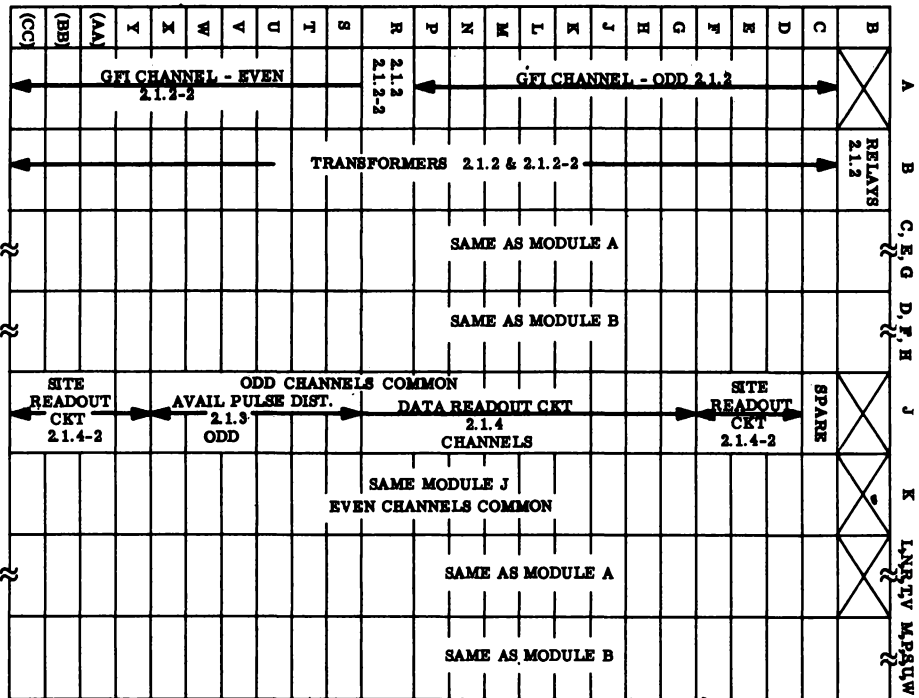 (CC) (BB) (AA) Y X W V U T S R P N M L K J H G F E D C B
GFI CHANNEL - EVEN
2.1.2-2
2.1.2
2.1.2-2
GFI CHANNEL - ODD 2.1.2
A
TRANSFORMERS 2.1.2 & 2.1.2-2
RELAYS
2.1.2
B
SAME AS MODULE A
C, E, G
SAME AS MODULE B
D, F, H
SITE
READOUT
CKT
2.1.4-2
ODD CHANNELS COMMON
AVAIL PULSE DIST.
2.1.3
ODD
DATA READOUT CKT
2.1.4
CHANNELS
SITE
READOUT
CKT
2.1.4-2
SPARE
J
SAME MODULE J
EVEN CHANNELS COMMON
K
SAME AS MODULE A
L,N,R,T,V
SAME AS MODULE B
M,P,S,U,W